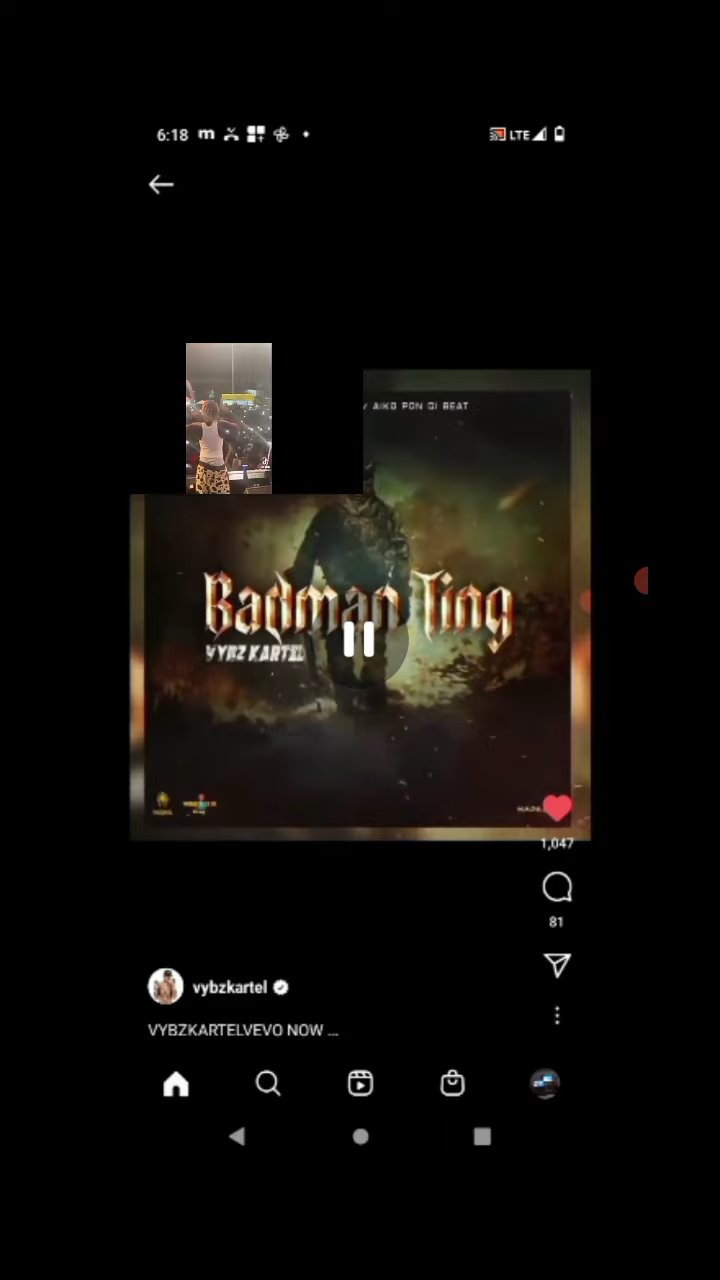 6:18
LTE
AIKO PON DI BEAT
Badman Ting
VYBZ KARTEL
1,047
81
vybzkartel
VYBZKARTELVEVO NOW ...